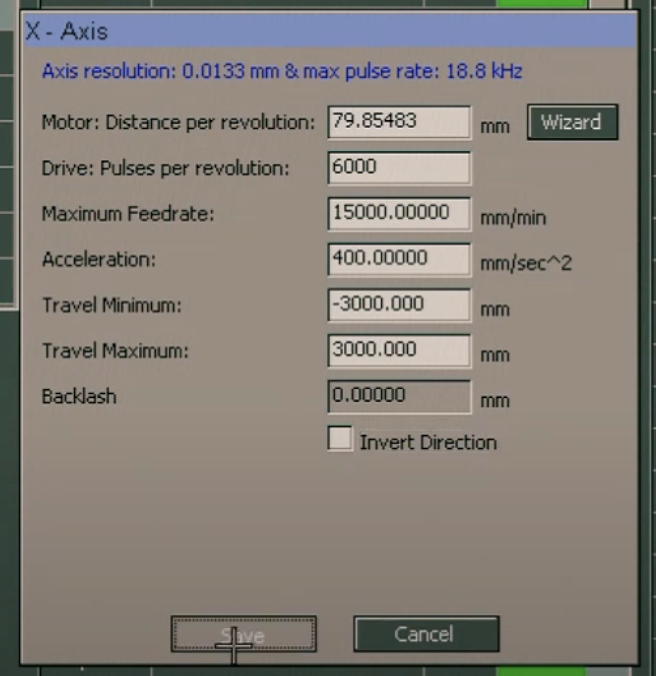 X - Axis
Axis resolution: 0.0133 mm & max pulse rate: 18.8 kHz
Motor: Distance per revolution: 79.85483 mm Wizard
Drive: Pulses per revolution: 6000
Maximum Feedrate: 15000.00000 mm/min
Acceleration: 400.00000 mm/sec^2
Travel Minimum: -3000.000 mm
Travel Maximum: 3000.000 mm
Backlash 0.00000 mm
Invert Direction
Save Cancel